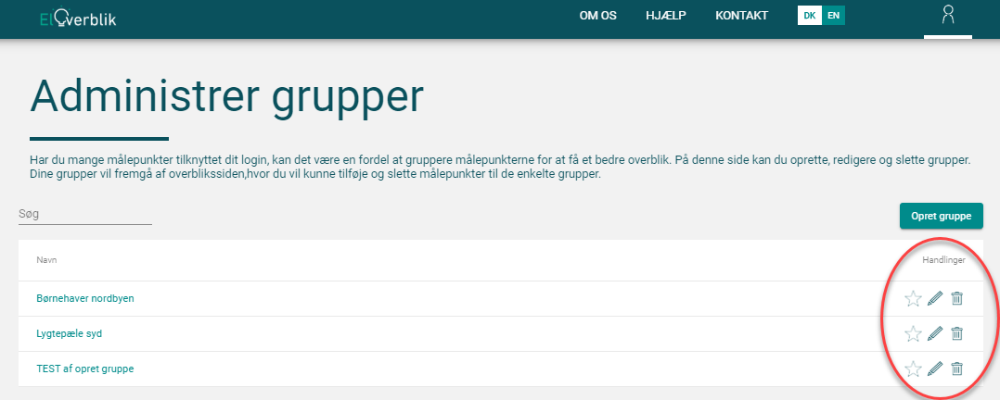 ElOverblik
OM OS HJÆLP KONTAKT DK EN
Administrer grupper
Har du mange målepunkter tilknyttet dit login, kan det være en fordel at gruppere målepunkterne for at få et bedre overblik. På denne side kan du oprette, redigere og slette grupper.
Dine grupper vil fremgå af overblikssiden,hvor du vil kunne tilføje og slette målepunkter til de enkelte grupper.
Søg
Opret gruppe
Navn Handlinger
Børnehaver nordbyen
Lygtepæle syd
TEST af opret gruppe